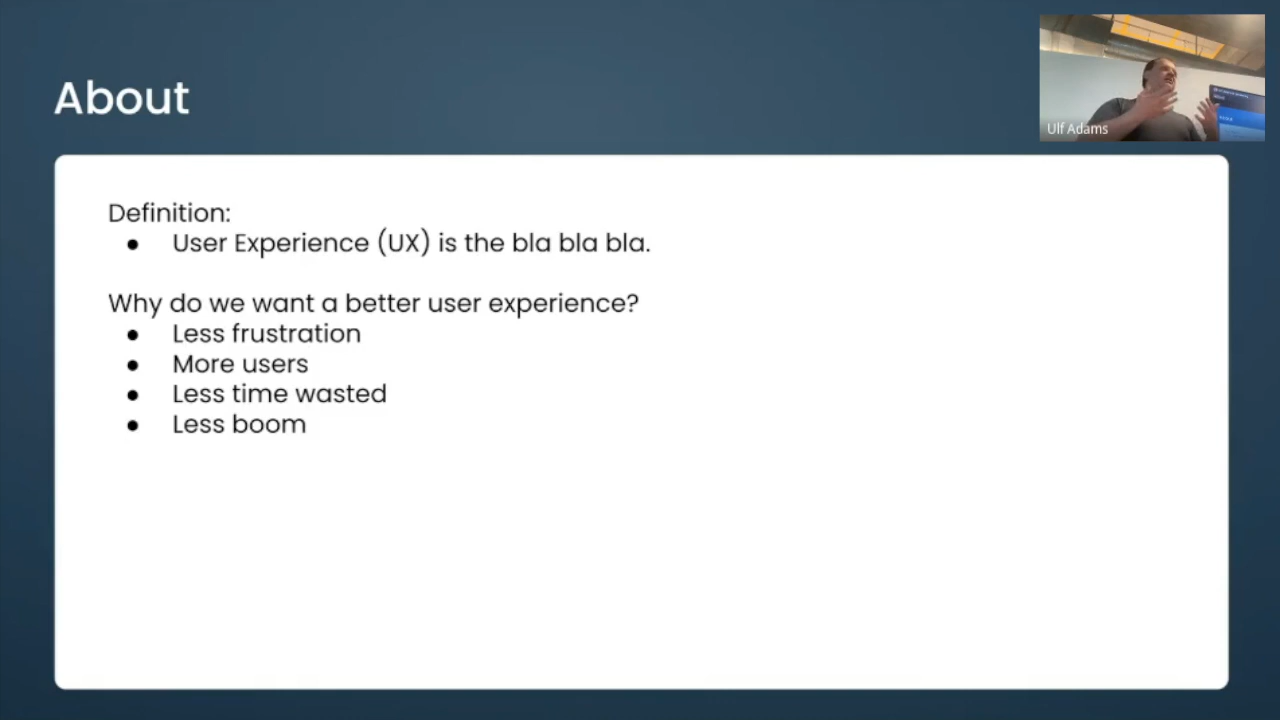 About
Ulf Adams
Definition:
● User Experience (UX) is the bla bla bla.
Why do we want a better user experience?
● Less frustration
● More users
● Less time wasted
● Less boom